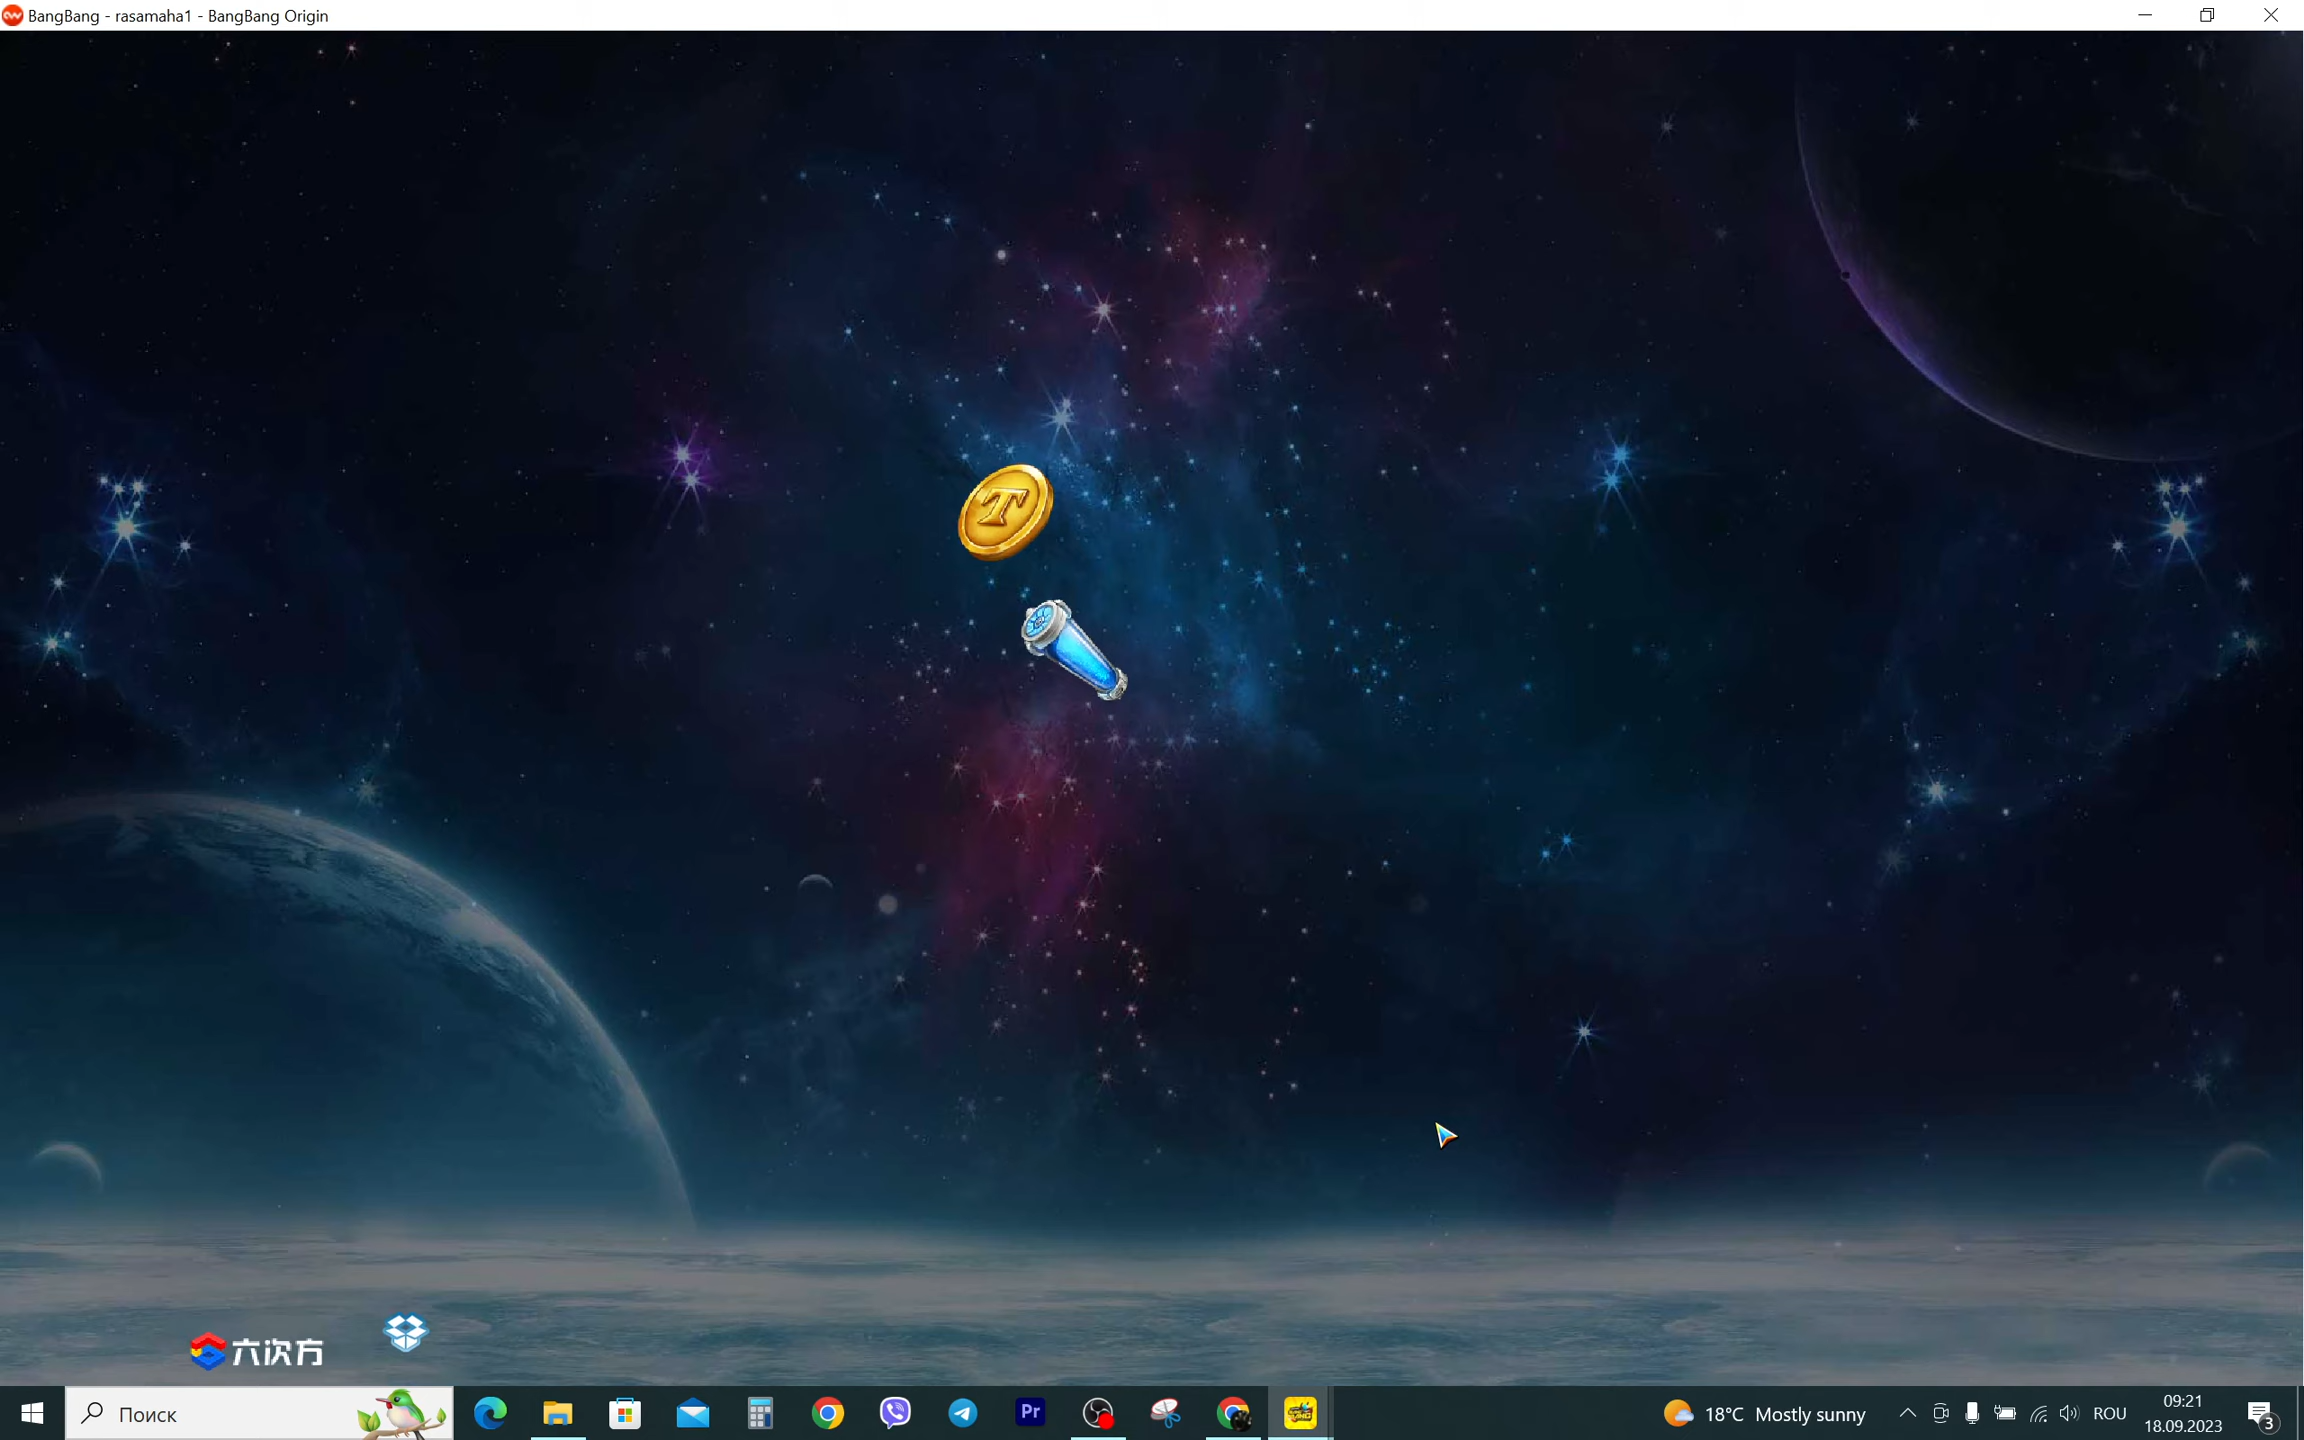 BangBang - rasamaha1 - BangBang Origin
T
六次方
Поиск
Pr
18°C Mostly sunny
ROU
09:21
18.09.2023
3